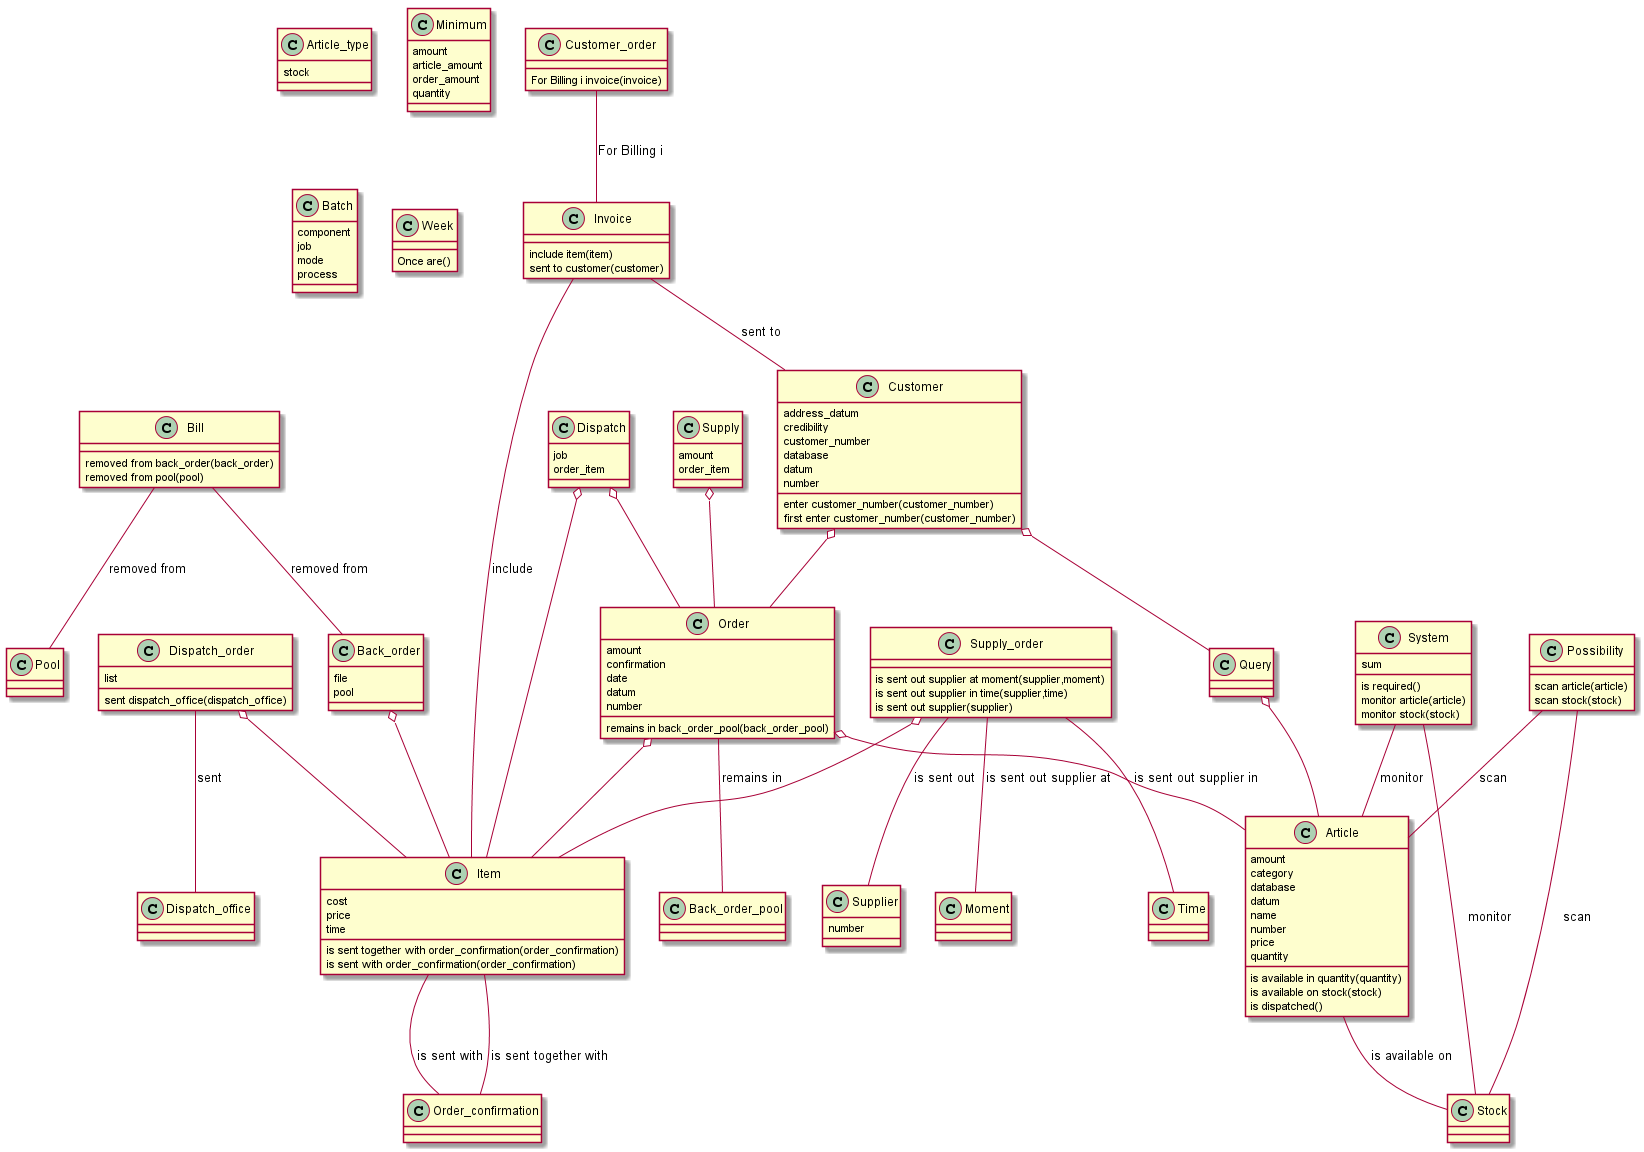 C Article_type
stock
C Minimum
amount
article_amount
order_amount
quantity
C Customer_order
For Billing i invoice(invoice)
For Billing i
C Batch
component
job
mode
process
C Week
Once are()
C Invoice
include item(item)
sent to customer(customer)
sent to
C Bill
removed from back_order(back_order)
removed from pool(pool)
C Dispatch
job
order_item
C Supply
amount
order_item
C Customer
address_datum
credibility
customer_number
database
datum
number
enter customer_number(customer_number)
first enter customer_number(customer_number)
removed from
removed from
include
C Pool
C Dispatch_order
list
sent dispatch_office(dispatch_office)
C Back_order
file
pool
C Order
amount
confirmation
date
datum
number
remains in back_order_pool(back_order_pool)
C Supply_order
is sent out supplier at moment(supplier,moment)
is sent out supplier in time(supplier,time)
is sent out supplier(supplier)
C Query
C System
sum
is required()
monitor article(article)
monitor stock(stock)
C Possibility
scan article(article)
scan stock(stock)
sent
remains in
is sent out
is sent out supplier at
is sent out supplier in
monitor
scan
C Dispatch_office
C Item
cost
price
time
is sent together with order_confirmation(order_confirmation)
is sent with order_confirmation(order_confirmation)
C Back_order_pool
C Supplier
number
C Moment
C Time
C Article
amount
category
database
datum
name
number
price
quantity
is available in quantity(quantity)
is available on stock(stock)
is dispatched()
monitor
scan
is sent with
is sent together with
is available on
C Order_confirmation
C Stock